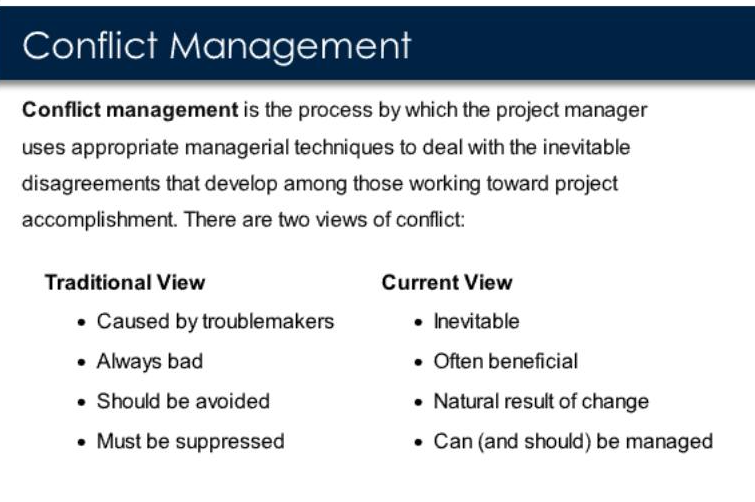 Conflict Management
Conflict management is the process by which the project manager
uses appropriate managerial techniques to deal with the inevitable
disagreements that develop among those working toward project
accomplishment. There are two views of conflict:
Traditional View
• Caused by troublemakers
• Always bad
• Should be avoided
• Must be suppressed
Current View
• Inevitable
• Often beneficial
• Natural result of change
• Can (and should) be managed